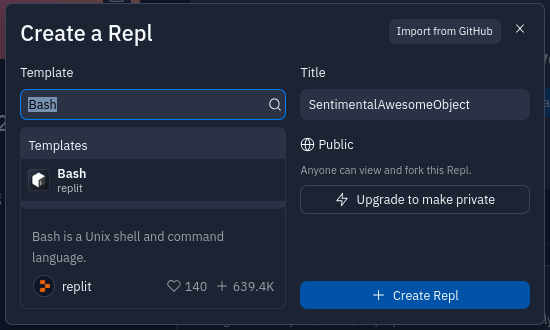 Create a Repl
Import from GitHub
Template
Bash
Templates
Bash
replit
Bash is a Unix shell and command
language.
replit
140
639.4K
Title
SentimentalAwesomeObject
Public
Anyone can view and fork this Repl.
Upgrade to make private
Create Repl